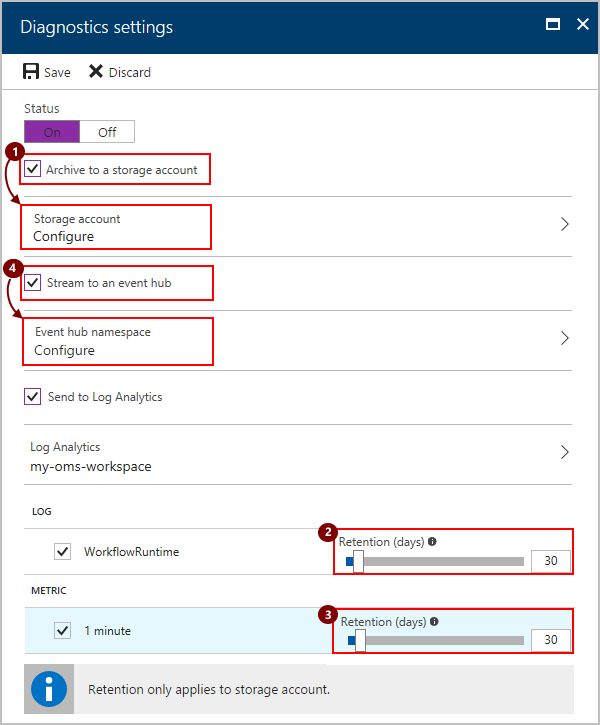 Diagnostics settings
Save Discard
Status
On Off
1
Archive to a storage account
Storage account
Configure
4
Stream to an event hub
Event hub namespace
Configure
Send to Log Analytics
Log Analytics
my-oms-workspace
LOG
2
Retention (days)
WorkflowRuntime 30
METRIC
3
Retention (days)
1 minute 30
Retention only applies to storage account.